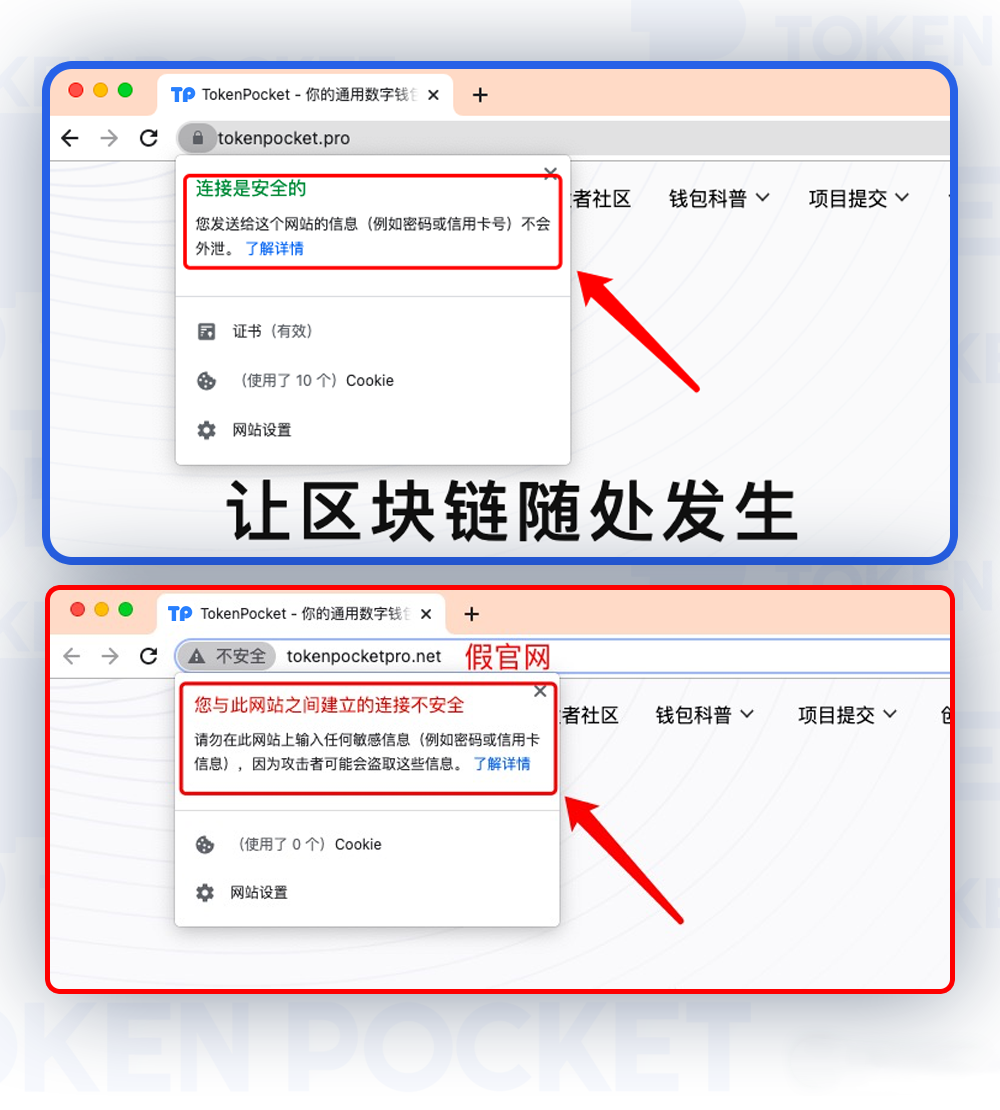 TOKEN
TP TokenPocket - 你的通用数字钱
tokenpocket.pro
连接是安全的
您发送给这个网站的信息（例如密码或信用卡号）不会
外泄。 了解详情
者社区 钱包科普 项目提交
证书（有效）
（使用了 10 个）Cookie
网站设置
让区块链随处发生
TP TokenPocket - 你的通用数字钱
不安全 tokenpocketpro.net 假官网
您与此网站之间建立的连接不安全
请勿在此网站上输入任何敏感信息（例如密码或信用卡
信息），因为攻击者可能会盗取这些信息。 了解详情
者社区 钱包科普 项目提交
（使用了 0 个）Cookie
网站设置
TOKEN POCKET